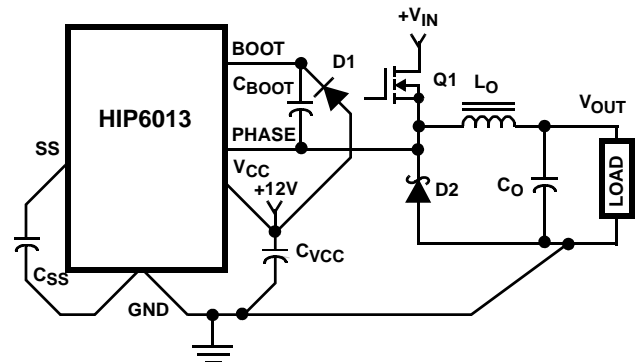 +VIN
BOOT
D1
CBOOT
Q1
LO
VOUT
HIP6013
PHASE
SS
VCC
+12V
D2
CO
LOAD
CVCC
CSS
GND